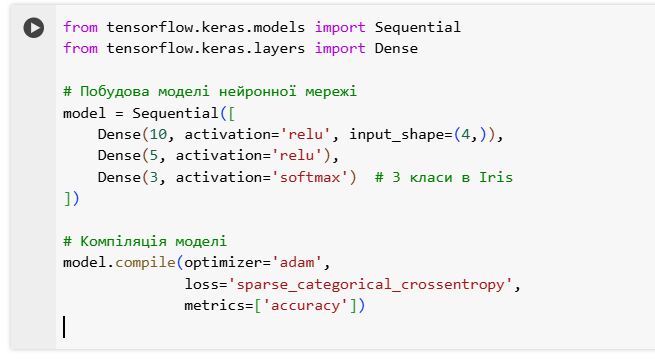 from tensorflow.keras.models import Sequential
from tensorflow.keras.layers import Dense

# Побудова моделі нейронної мережі
model = Sequential([
    Dense(10, activation='relu', input_shape=(4,)),
    Dense(5, activation='relu'),
    Dense(3, activation='softmax')  # 3 класи в Iris
])

# Компіляція моделі
model.compile(optimizer='adam',
              loss='sparse_categorical_crossentropy',
              metrics=['accuracy'])